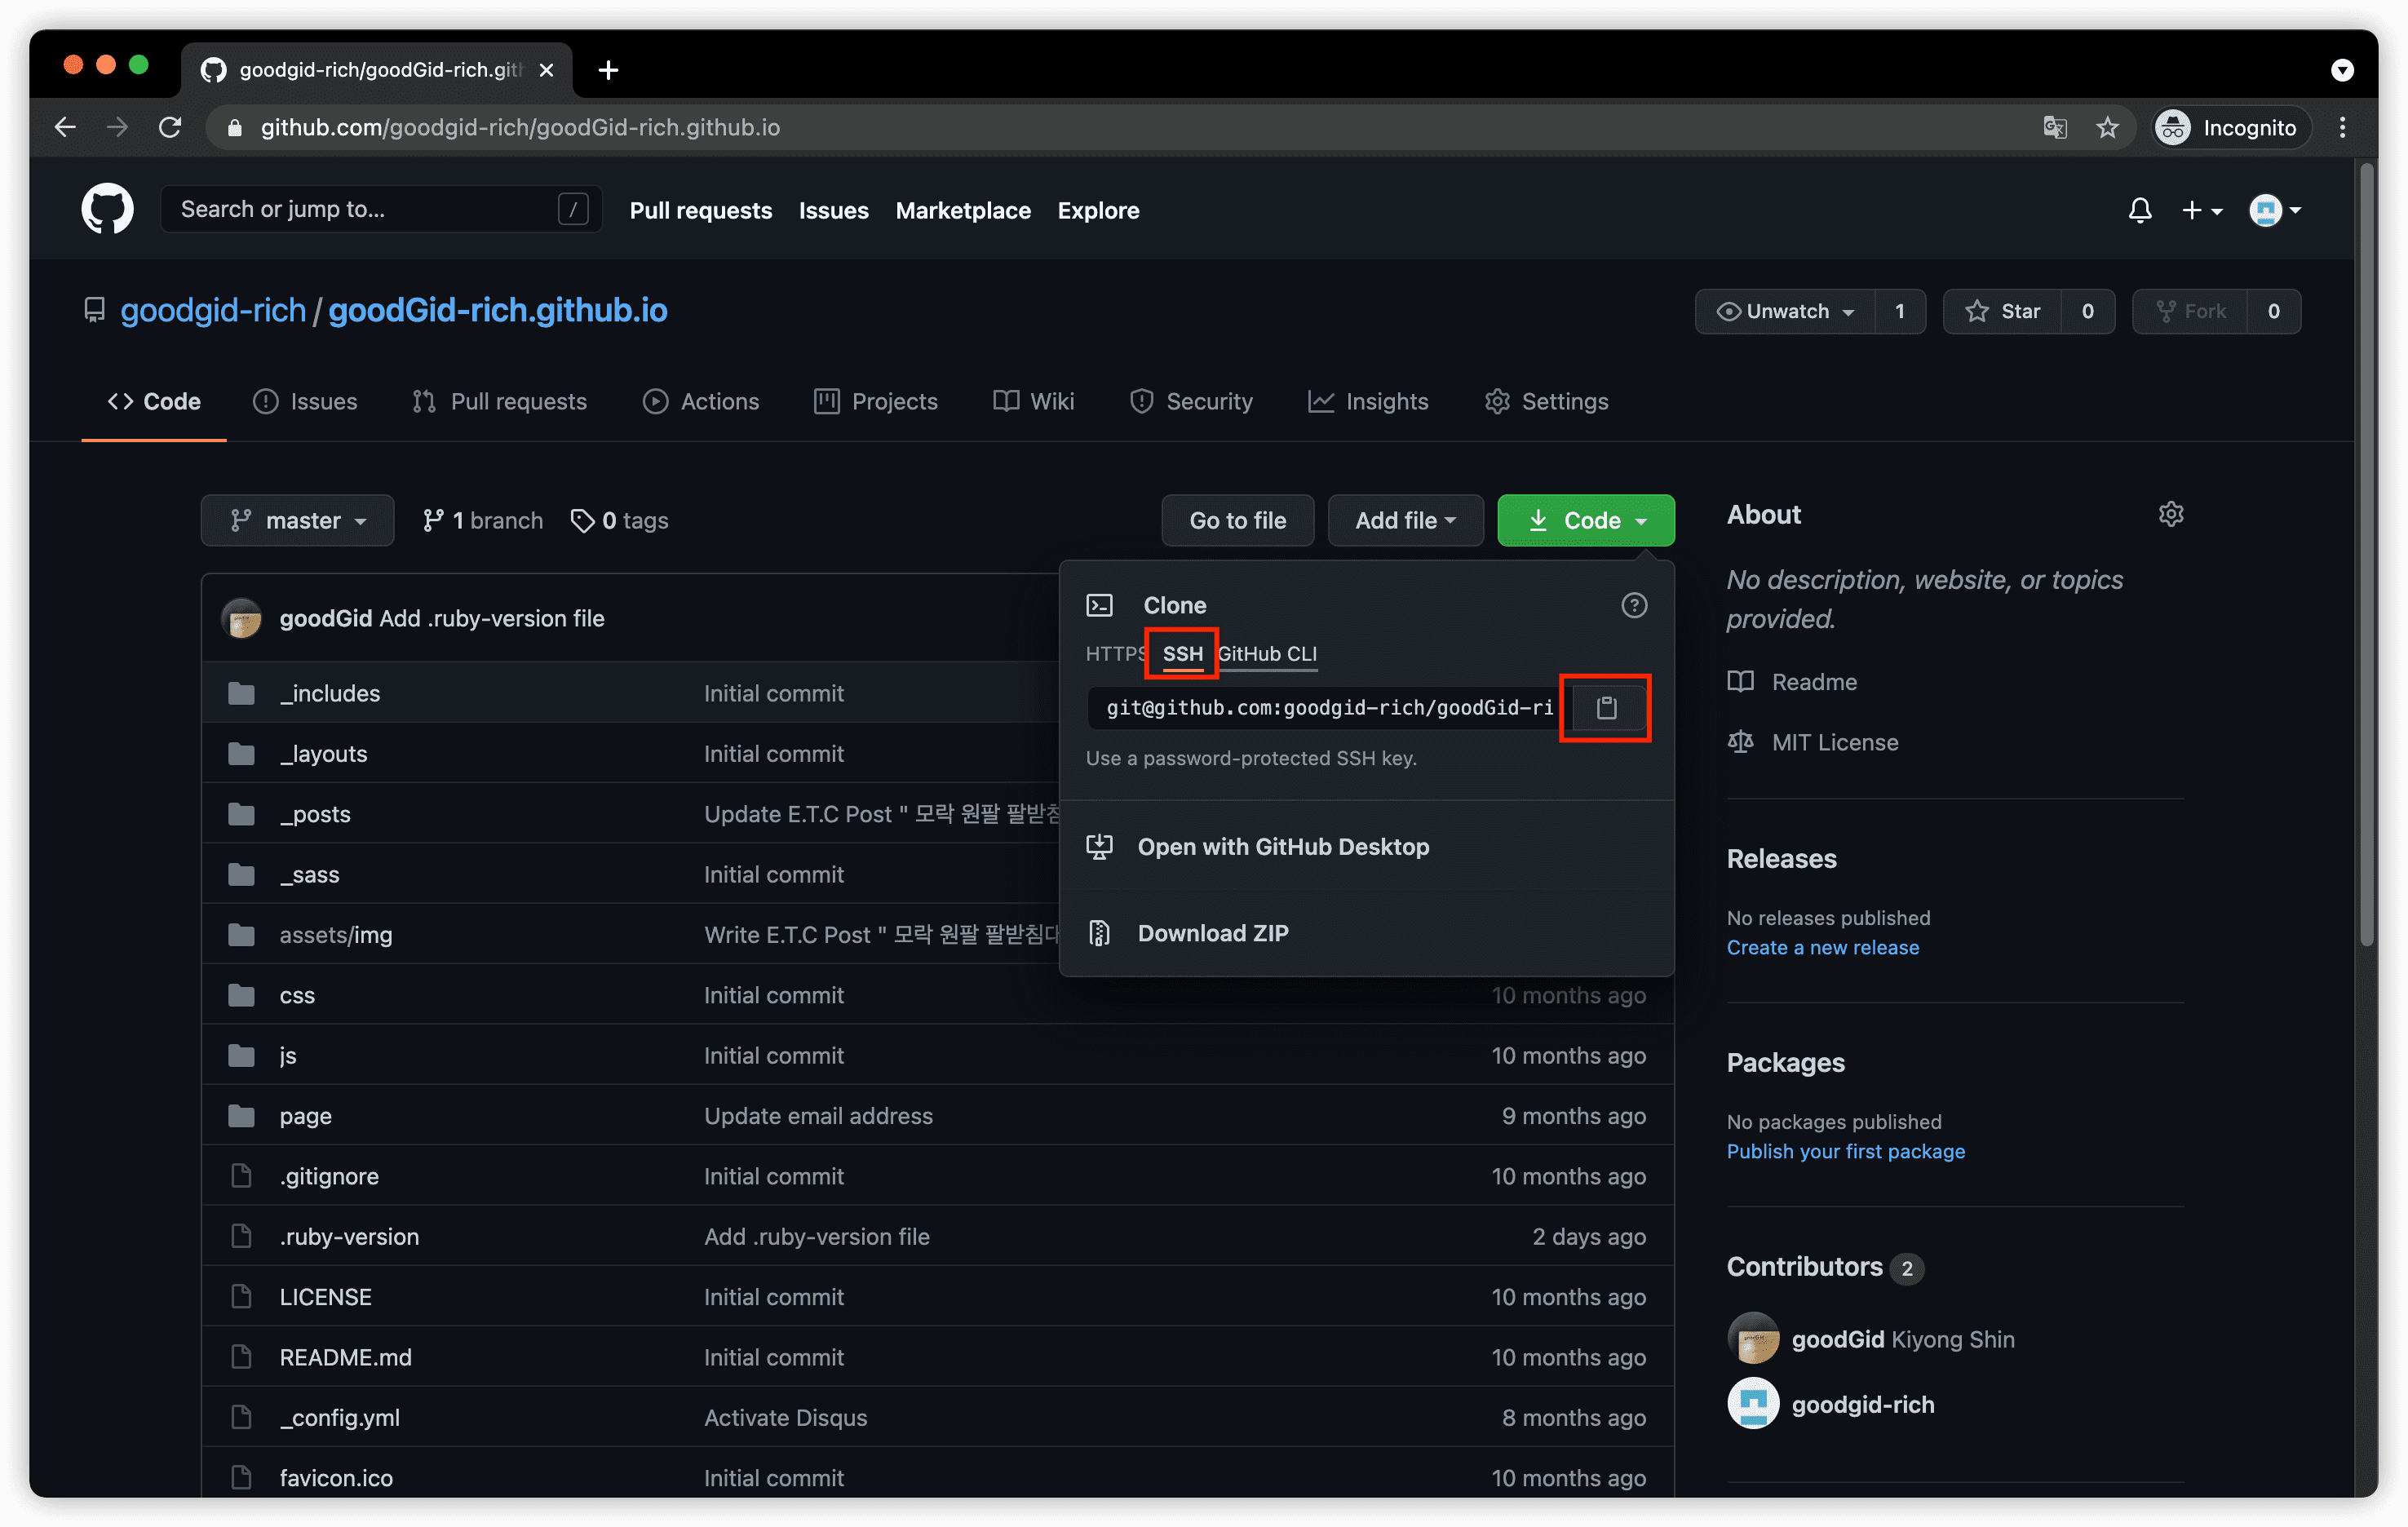 goodgid-rich/goodGid-rich.git
github.com/goodgid-rich/goodGid-rich.github.io
Incognito
Search or jump to...
/
Pull requests
Issues
Marketplace
Explore
goodgid-rich / goodGid-rich.github.io
Unwatch 1
Star 0
Fork 0
Code
Issues
Pull requests
Actions
Projects
Wiki
Security
Insights
Settings
master
1 branch
0 tags
Go to file
Add file
Code
goodGid Add .ruby-version file
Clone
HTTPS SSH GitHub CLI
git@github.com:goodgid-rich/goodGid-ri
Use a password-protected SSH key.
Open with GitHub Desktop
Download ZIP
_includes Initial commit
_layouts Initial commit
_posts Update E.T.C Post " 모락 원팔 팔받침
_sass Initial commit
assets/img Write E.T.C Post " 모락 원팔 팔받침대
css Initial commit 10 months ago
js Initial commit 10 months ago
page Update email address 9 months ago
.gitignore Initial commit 10 months ago
.ruby-version Add .ruby-version file 2 days ago
LICENSE Initial commit 10 months ago
README.md Initial commit 10 months ago
_config.yml Activate Disqus 8 months ago
favicon.ico Initial commit 10 months ago
About
No description, website, or topics
provided.
Readme
MIT License
Releases
No releases published
Create a new release
Packages
No packages published
Publish your first package
Contributors 2
goodGid Kiyong Shin
goodgid-rich